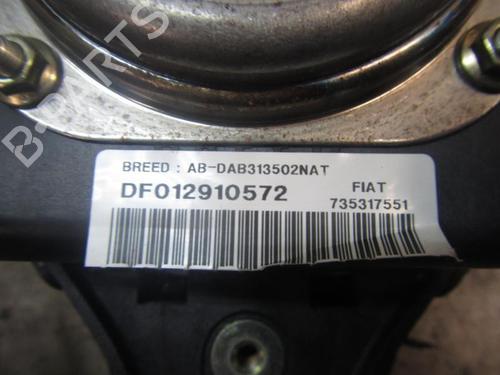 B-PARTS
BREED : AB-DAB313502NAT
DF012910572
FIAT
735317551